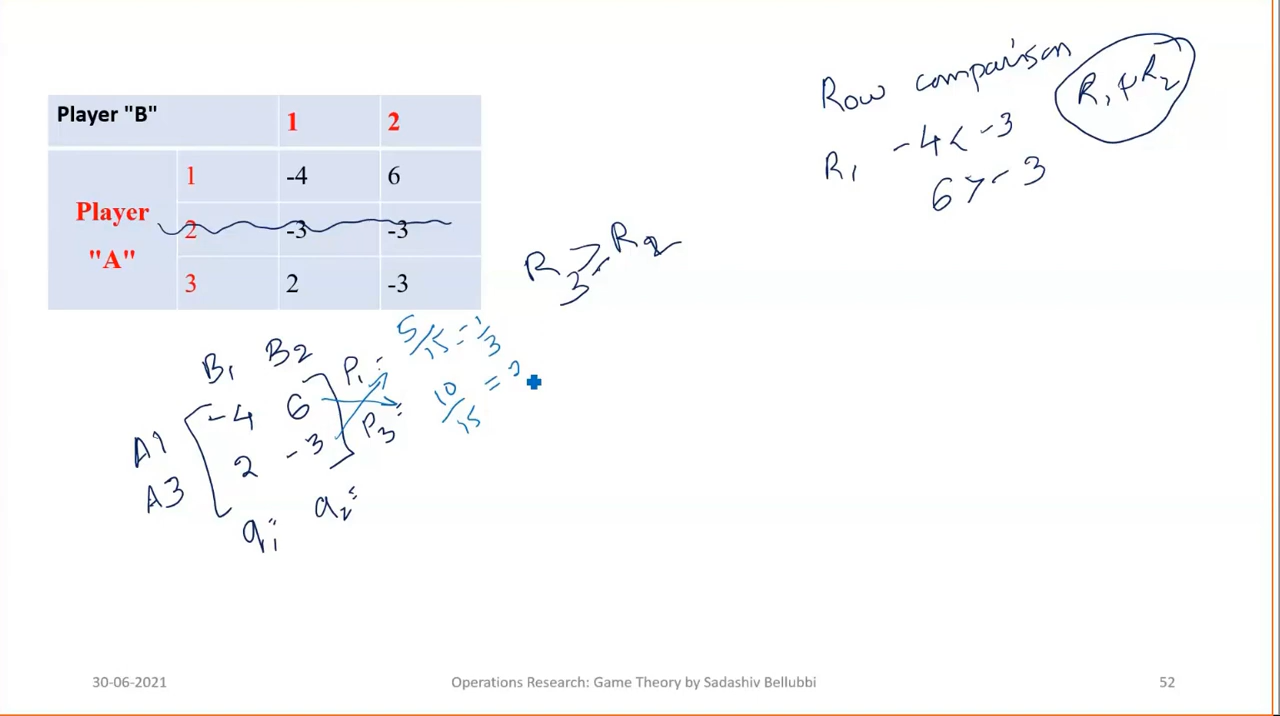 Row comparison R₁ & R₂
R₁ -4 < -3
6 > -3
Player "B" 1 2
Player "A"
1 -4 6
2 -3 -3
3 2 -3
R₃ ≥ R₂
B₁ B₂
A1 [-4 6] P₁ = 5/15 = 1/3
A3 [2 -3] P₃ = 10/15 =
q₁ = q₂ =
30-06-2021 Operations Research: Game Theory by Sadashiv Bellubbi 52